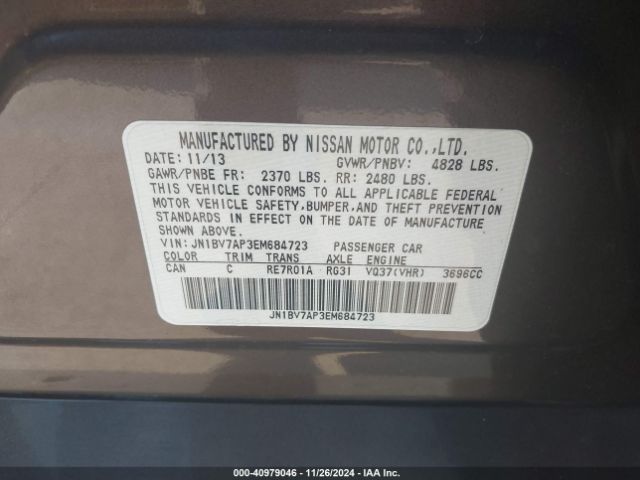 MANUFACTURED BY NISSAN MOTOR CO.,LTD.
DATE: 11/13 GVWR/PNBV: 4828 LBS.
GAWR/PNBE FR: 2370 LBS. RR: 2480 LBS.
THIS VEHICLE CONFORMS TO ALL APPLICABLE FEDERAL
MOTOR VEHICLE SAFETY,BUMPER,AND THEFT PREVENTION
STANDARDS IN EFFECT ON THE DATE OF MANUFACTURE
SHOWN ABOVE.
VIN:JN1BV7AP3EM684723 PASSENGER CAR
COLOR TRIM TRANS AXLE ENGINE
CAN C RE7R01A RG31 VQ37(VHR) 3696CC
JN1BV7AP3EM684723
000-40979046 - 11/26/2024 - IAAI.COM